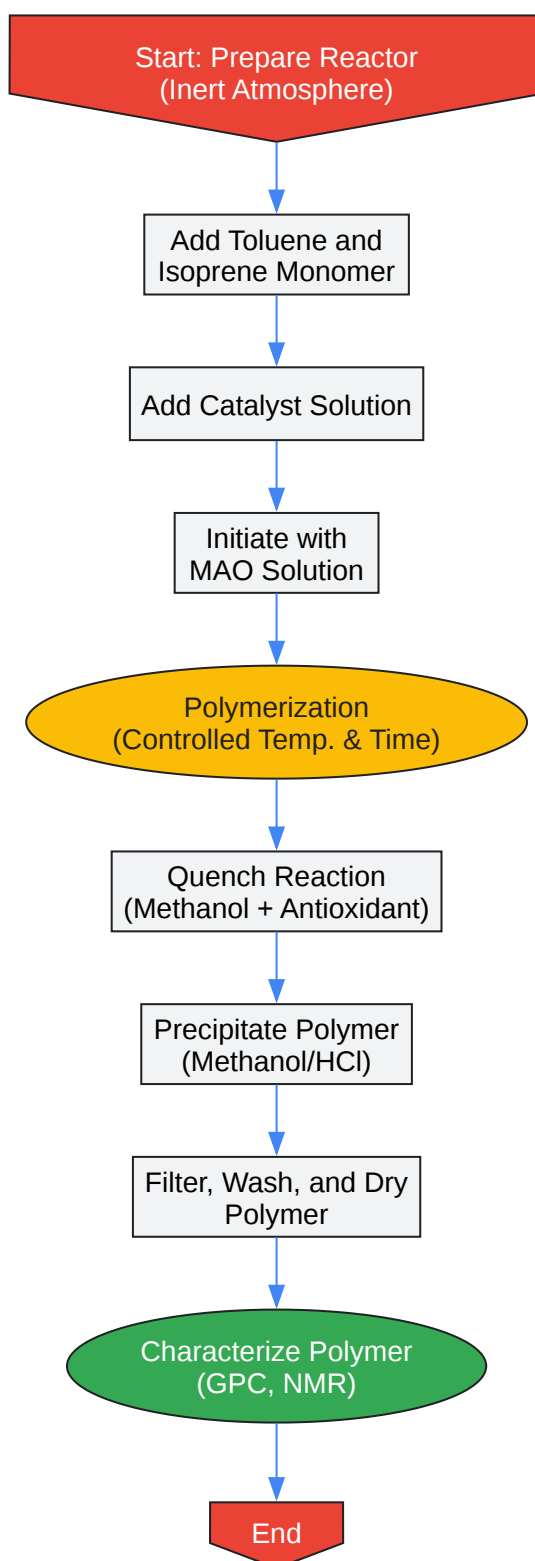 Start: Prepare Reactor
(Inert Atmosphere)
Add Toluene and
Isoprene Monomer
Add Catalyst Solution
Initiate with
MAO Solution
Polymerization
(Controlled Temp. & Time)
Quench Reaction
(Methanol + Antioxidant)
Precipitate Polymer
(Methanol/HCl)
Filter, Wash, and Dry
Polymer
Characterize Polymer
(GPC, NMR)
End